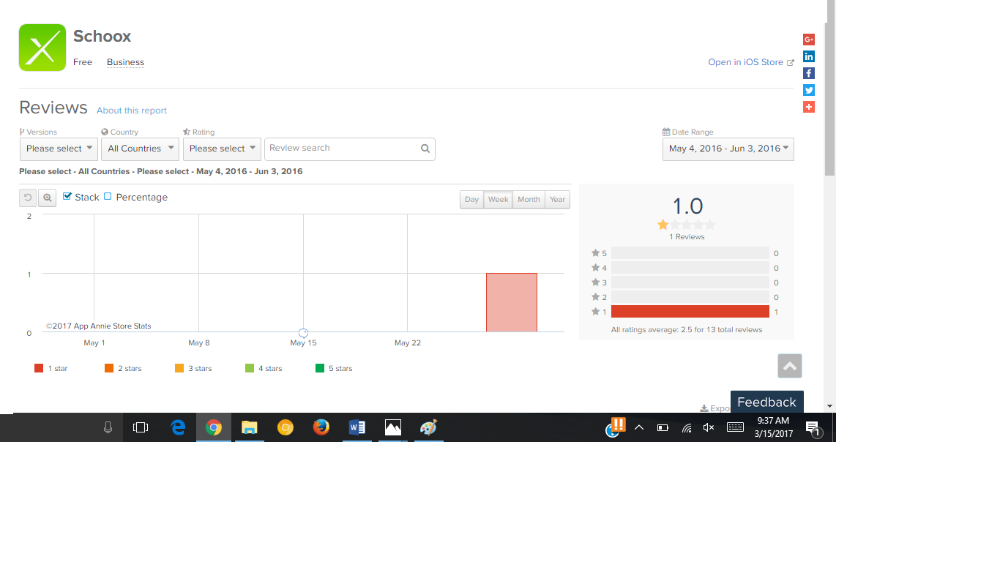 Schoox
Free Business
Open in iOS Store
G+
in
f
Reviews About this report
Versions Country Rating Date Range
Please select All Countries Please select Review search May 4, 2016 - Jun 3, 2016
Please select - All Countries - Please select - May 4, 2016 - Jun 3, 2016
Stack Percentage
Day Week Month Year
2
1
0
©2017 App Annie Store Stats
May 1 May 8 May 15 May 22
1 star 2 stars 3 stars 4 stars 5 stars
1.0
1 Reviews
5 0
4 0
3 0
2 0
1 1
All ratings average: 2.5 for 13 total reviews
Expo
Feedback
9:37 AM
3/15/2017
1